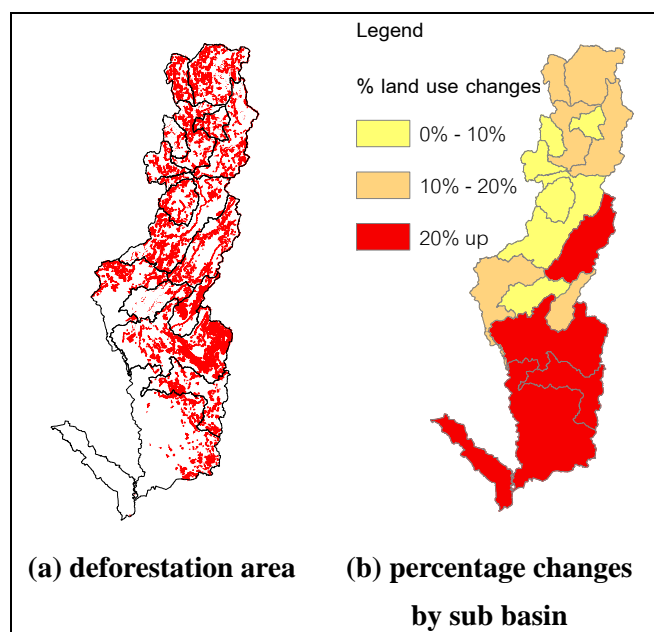 Legend
% land use changes
0% - 10%
10% - 20%
20% up
(a) deforestation area
(b) percentage changes
by sub basin